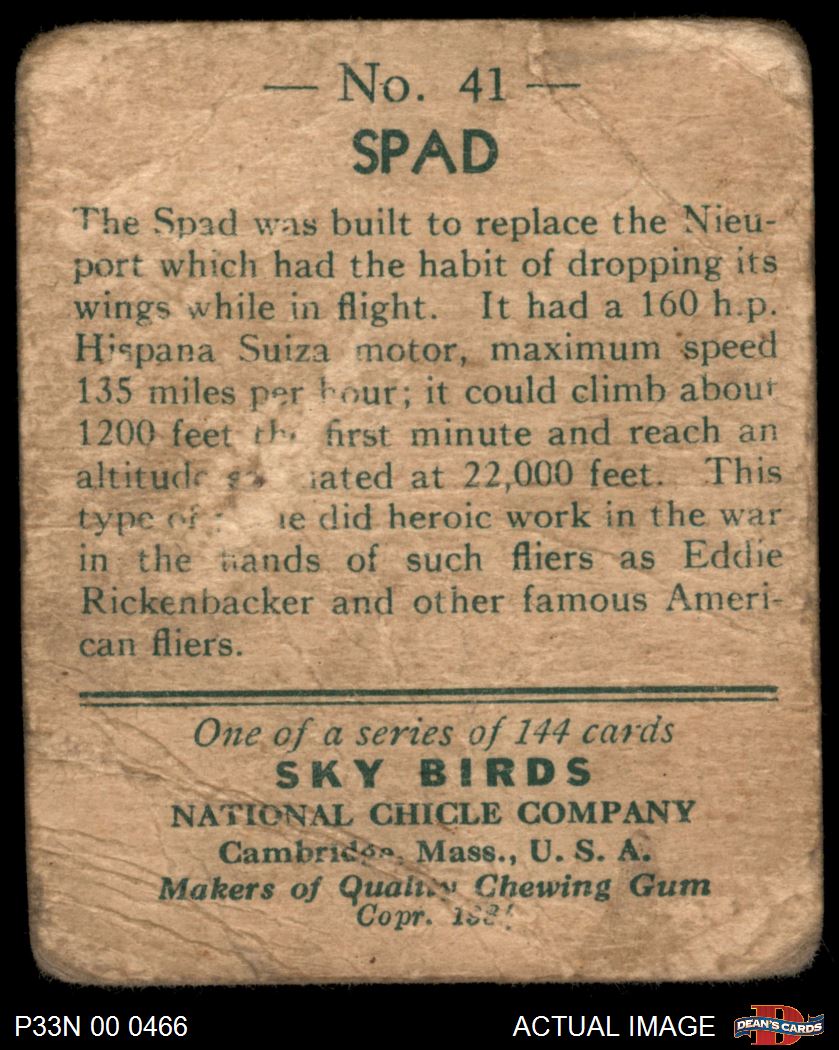 — No. 41 —
SPAD
The Spad was built to replace the Nieu-
port which had the habit of dropping its
wings while in flight. It had a 160 h.p.
Hispana Suiza motor, maximum speed
135 miles per hour; it could climb about
1200 feet the first minute and reach an
altitude at 22,000 feet. This
type of did heroic work in the war
in the hands of such fliers as Eddie
Rickenbacker and other famous Ameri-
can fliers.
One of a series of 144 cards
SKY BIRDS
NATIONAL CHICLE COMPANY
Cambridge, Mass., U. S. A.
Makers of Quality Chewing Gum
Copr.
P33N 00 0466
ACTUAL IMAGE
D
DEAN'S CARDS